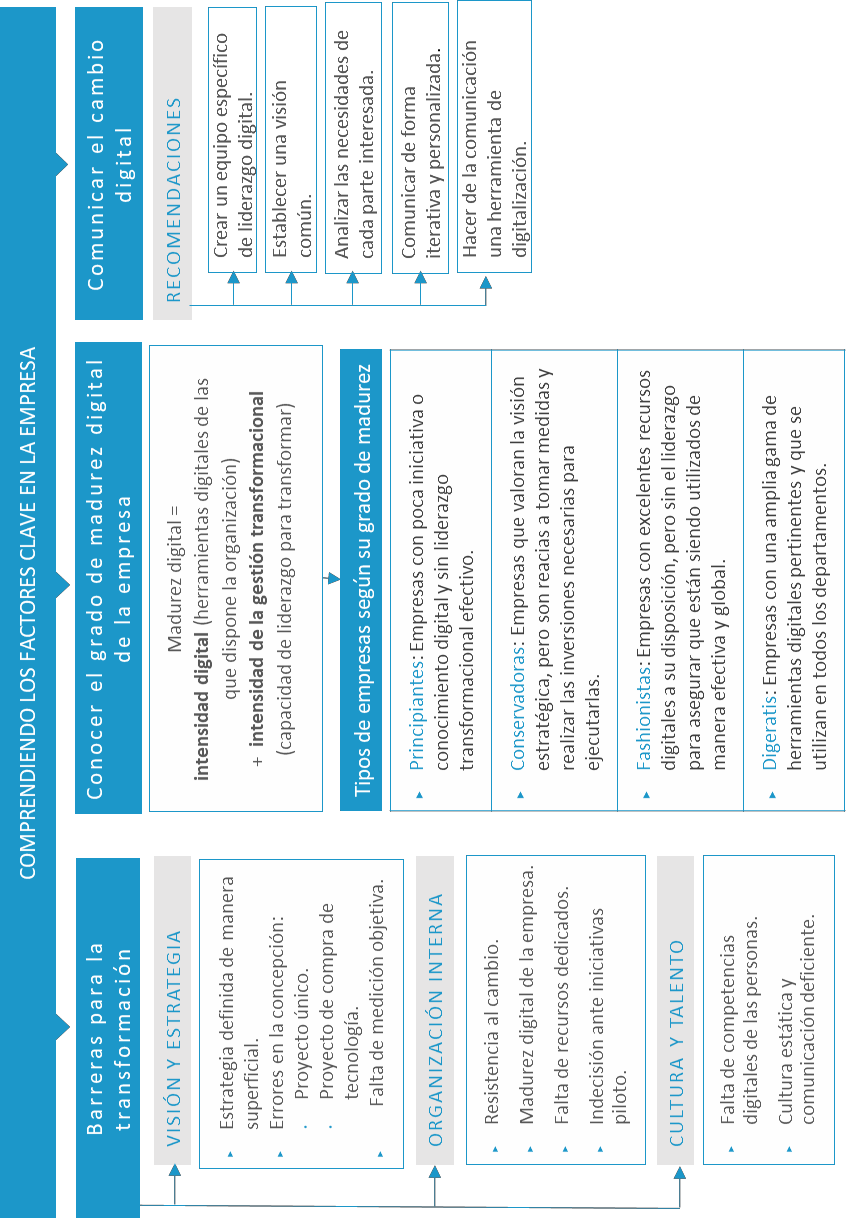 COMPRENDIENDO LOS FACTORES CLAVE EN LA EMPRESA
Barreras para la
transformación
VISIÓN Y ESTRATEGIA
▸ Estrategia definida de manera
superficial.
▸ Errores en la concepción:
· Proyecto único.
· Proyecto de compra de
tecnología.
▸ Falta de medición objetiva.
ORGANIZACIÓN INTERNA
▸ Resistencia al cambio.
▸ Madurez digital de la empresa.
▸ Falta de recursos dedicados.
▸ Indecisión ante iniciativas
piloto.
CULTURA Y TALENTO
▸ Falta de competencias
digitales de las personas.
▸ Cultura estática y
comunicación deficiente.
Conocer el grado de madurez digital
de la empresa
Madurez digital =
intensidad digital (herramientas digitales de las
que dispone la organización)
+ intensidad de la gestión transformacional
(capacidad de liderazgo para transformar)
Tipos de empresas según su grado de madurez
▸ Principiantes: Empresas con poca iniciativa o
conocimiento digital y sin liderazgo
transformacional efectivo.
▸ Conservadoras: Empresas que valoran la visión
estratégica, pero son reacias a tomar medidas y
realizar las inversiones necesarias para
ejecutarlas.
▸ Fashionistas: Empresas con excelentes recursos
digitales a su disposición, pero sin el liderazgo
para asegurar que están siendo utilizados de
manera efectiva y global.
▸ Digeratis: Empresas con una amplia gama de
herramientas digitales pertinentes y que se
utilizan en todos los departamentos.
Comunicar el cambio
digital
RECOMENDACIONES
Crear un equipo específico
de liderazgo digital.
Establecer una visión
común.
Analizar las necesidades de
cada parte interesada.
Comunicar de forma
iterativa y personalizada.
Hacer de la comunicación
una herramienta de
digitalización.